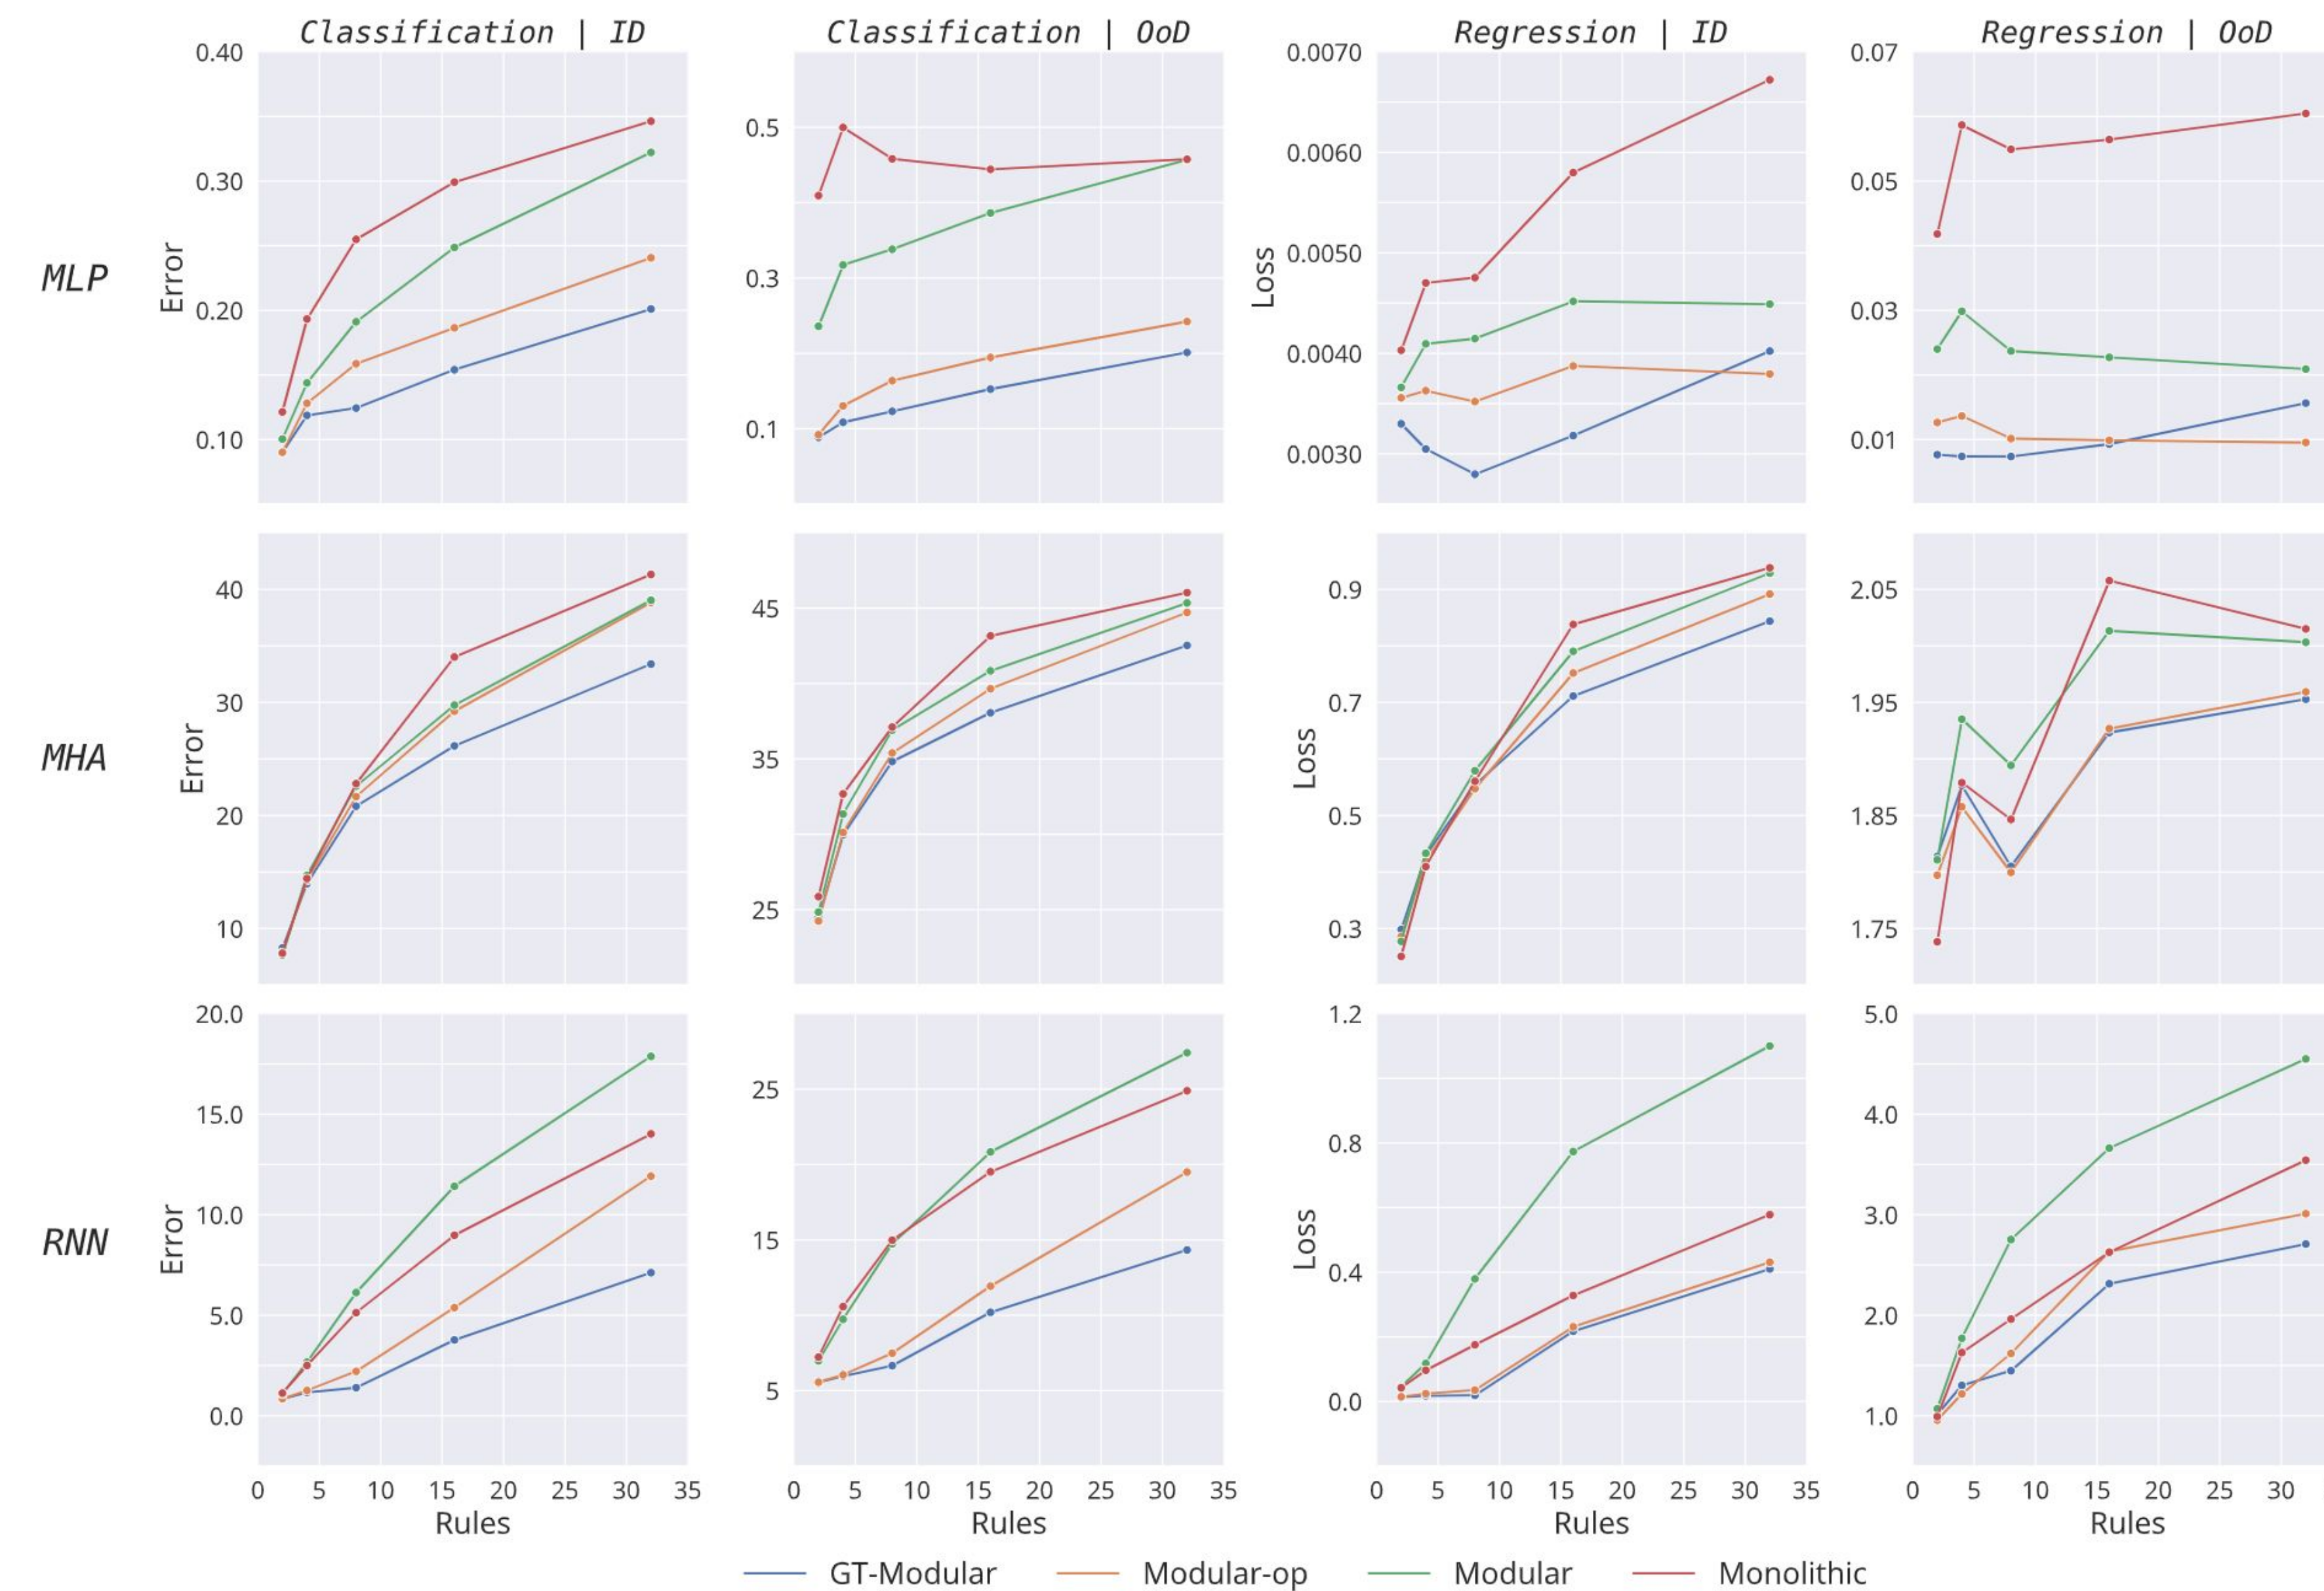 Classification | ID
Classification | OoD
Regression | ID
Regression | OoD
MLP
Error
0.40
0.30
0.20
0.10
0.5
0.3
0.1
Loss
0.0070
0.0060
0.0050
0.0040
0.0030
0.07
0.05
0.03
0.01
MHA
Error
40
30
20
10
45
35
25
Loss
0.9
0.7
0.5
0.3
2.05
1.95
1.85
1.75
RNN
Error
20.0
15.0
10.0
5.0
0.0
25
15
5
Loss
1.2
0.8
0.4
0.0
5.0
4.0
3.0
2.0
1.0
0 5 10 15 20 25 30 35
0 5 10 15 20 25 30 35
0 5 10 15 20 25 30 35
0 5 10 15 20 25 30
Rules
Rules
Rules
Rules
GT-Modular
Modular-op
Modular
Monolithic